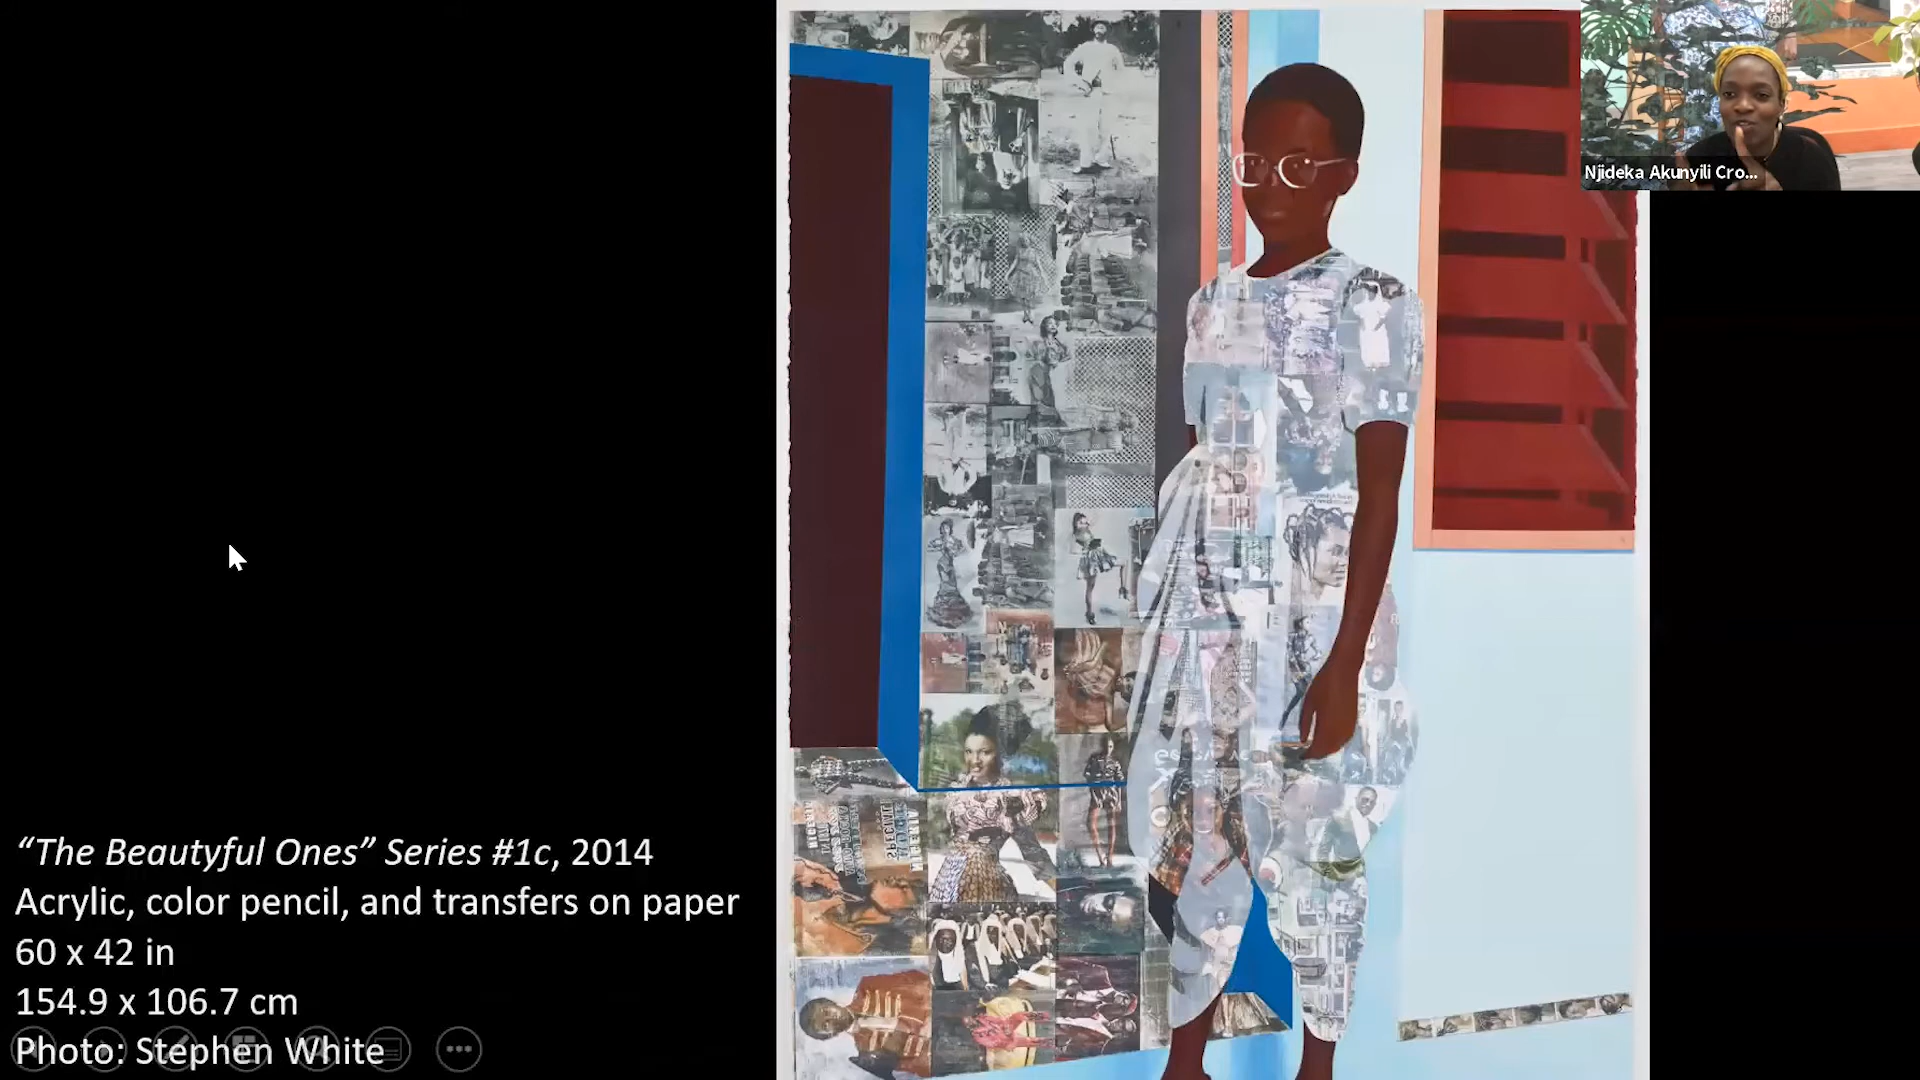 Njideka Akunyili Cro...
“The Beautyful Ones” Series #1c, 2014
Acrylic, color pencil, and transfers on paper
60 x 42 in
154.9 x 106.7 cm
Photo: Stephen White